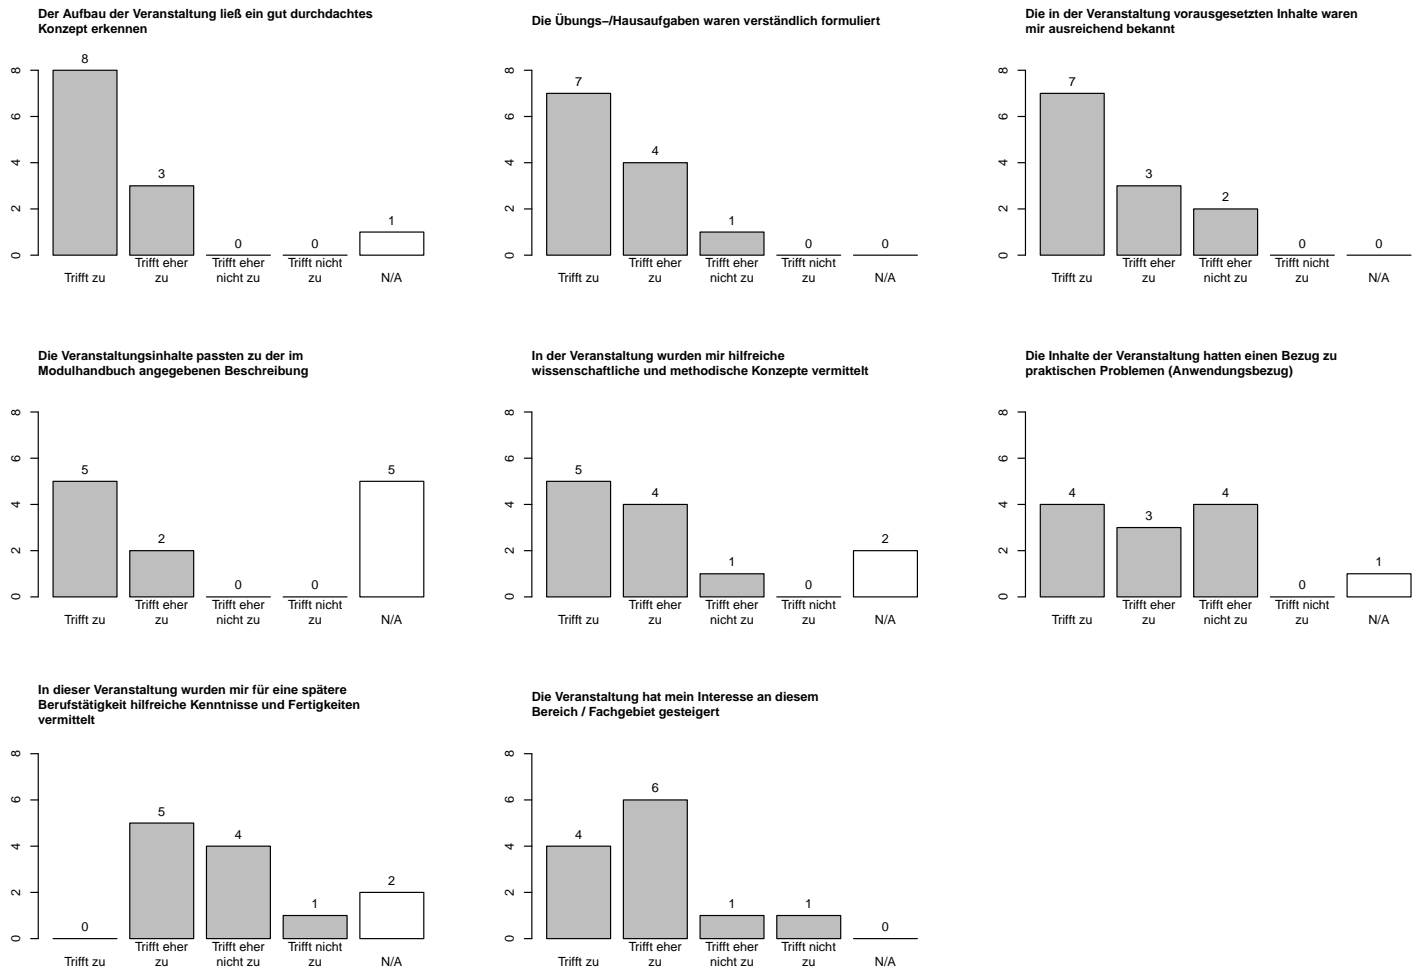 Der Aufbau der Veranstaltung ließ ein gut durchdachtes
Konzept erkennen
8
6
4
2
0
8
3
0
0
1
Trifft zu
Trifft eher
zu
Trifft eher
nicht zu
Trifft nicht
zu
N/A
Die Übungs−/Hausaufgaben waren verständlich formuliert
8
6
4
2
0
7
4
1
0
0
Trifft zu
Trifft eher
zu
Trifft eher
nicht zu
Trifft nicht
zu
N/A
Die in der Veranstaltung vorausgesetzten Inhalte waren
mir ausreichend bekannt
8
6
4
2
0
7
3
2
0
0
Trifft zu
Trifft eher
zu
Trifft eher
nicht zu
Trifft nicht
zu
N/A
Die Veranstaltungsinhalte passten zu der im
Modulhandbuch angegebenen Beschreibung
8
6
4
2
0
5
2
0
0
5
Trifft zu
Trifft eher
zu
Trifft eher
nicht zu
Trifft nicht
zu
N/A
In der Veranstaltung wurden mir hilfreiche
wissenschaftliche und methodische Konzepte vermittelt
8
6
4
2
0
5
4
1
0
2
Trifft zu
Trifft eher
zu
Trifft eher
nicht zu
Trifft nicht
zu
N/A
Die Inhalte der Veranstaltung hatten einen Bezug zu
praktischen Problemen (Anwendungsbezug)
8
6
4
2
0
4
3
4
0
1
Trifft zu
Trifft eher
zu
Trifft eher
nicht zu
Trifft nicht
zu
N/A
In dieser Veranstaltung wurden mir für eine spätere
Berufstätigkeit hilfreiche Kenntnisse und Fertigkeiten
vermittelt
8
6
4
2
0
0
5
4
1
2
Trifft zu
Trifft eher
zu
Trifft eher
nicht zu
Trifft nicht
zu
N/A
Die Veranstaltung hat mein Interesse an diesem
Bereich / Fachgebiet gesteigert
8
6
4
2
0
4
6
1
1
0
Trifft zu
Trifft eher
zu
Trifft eher
nicht zu
Trifft nicht
zu
N/A